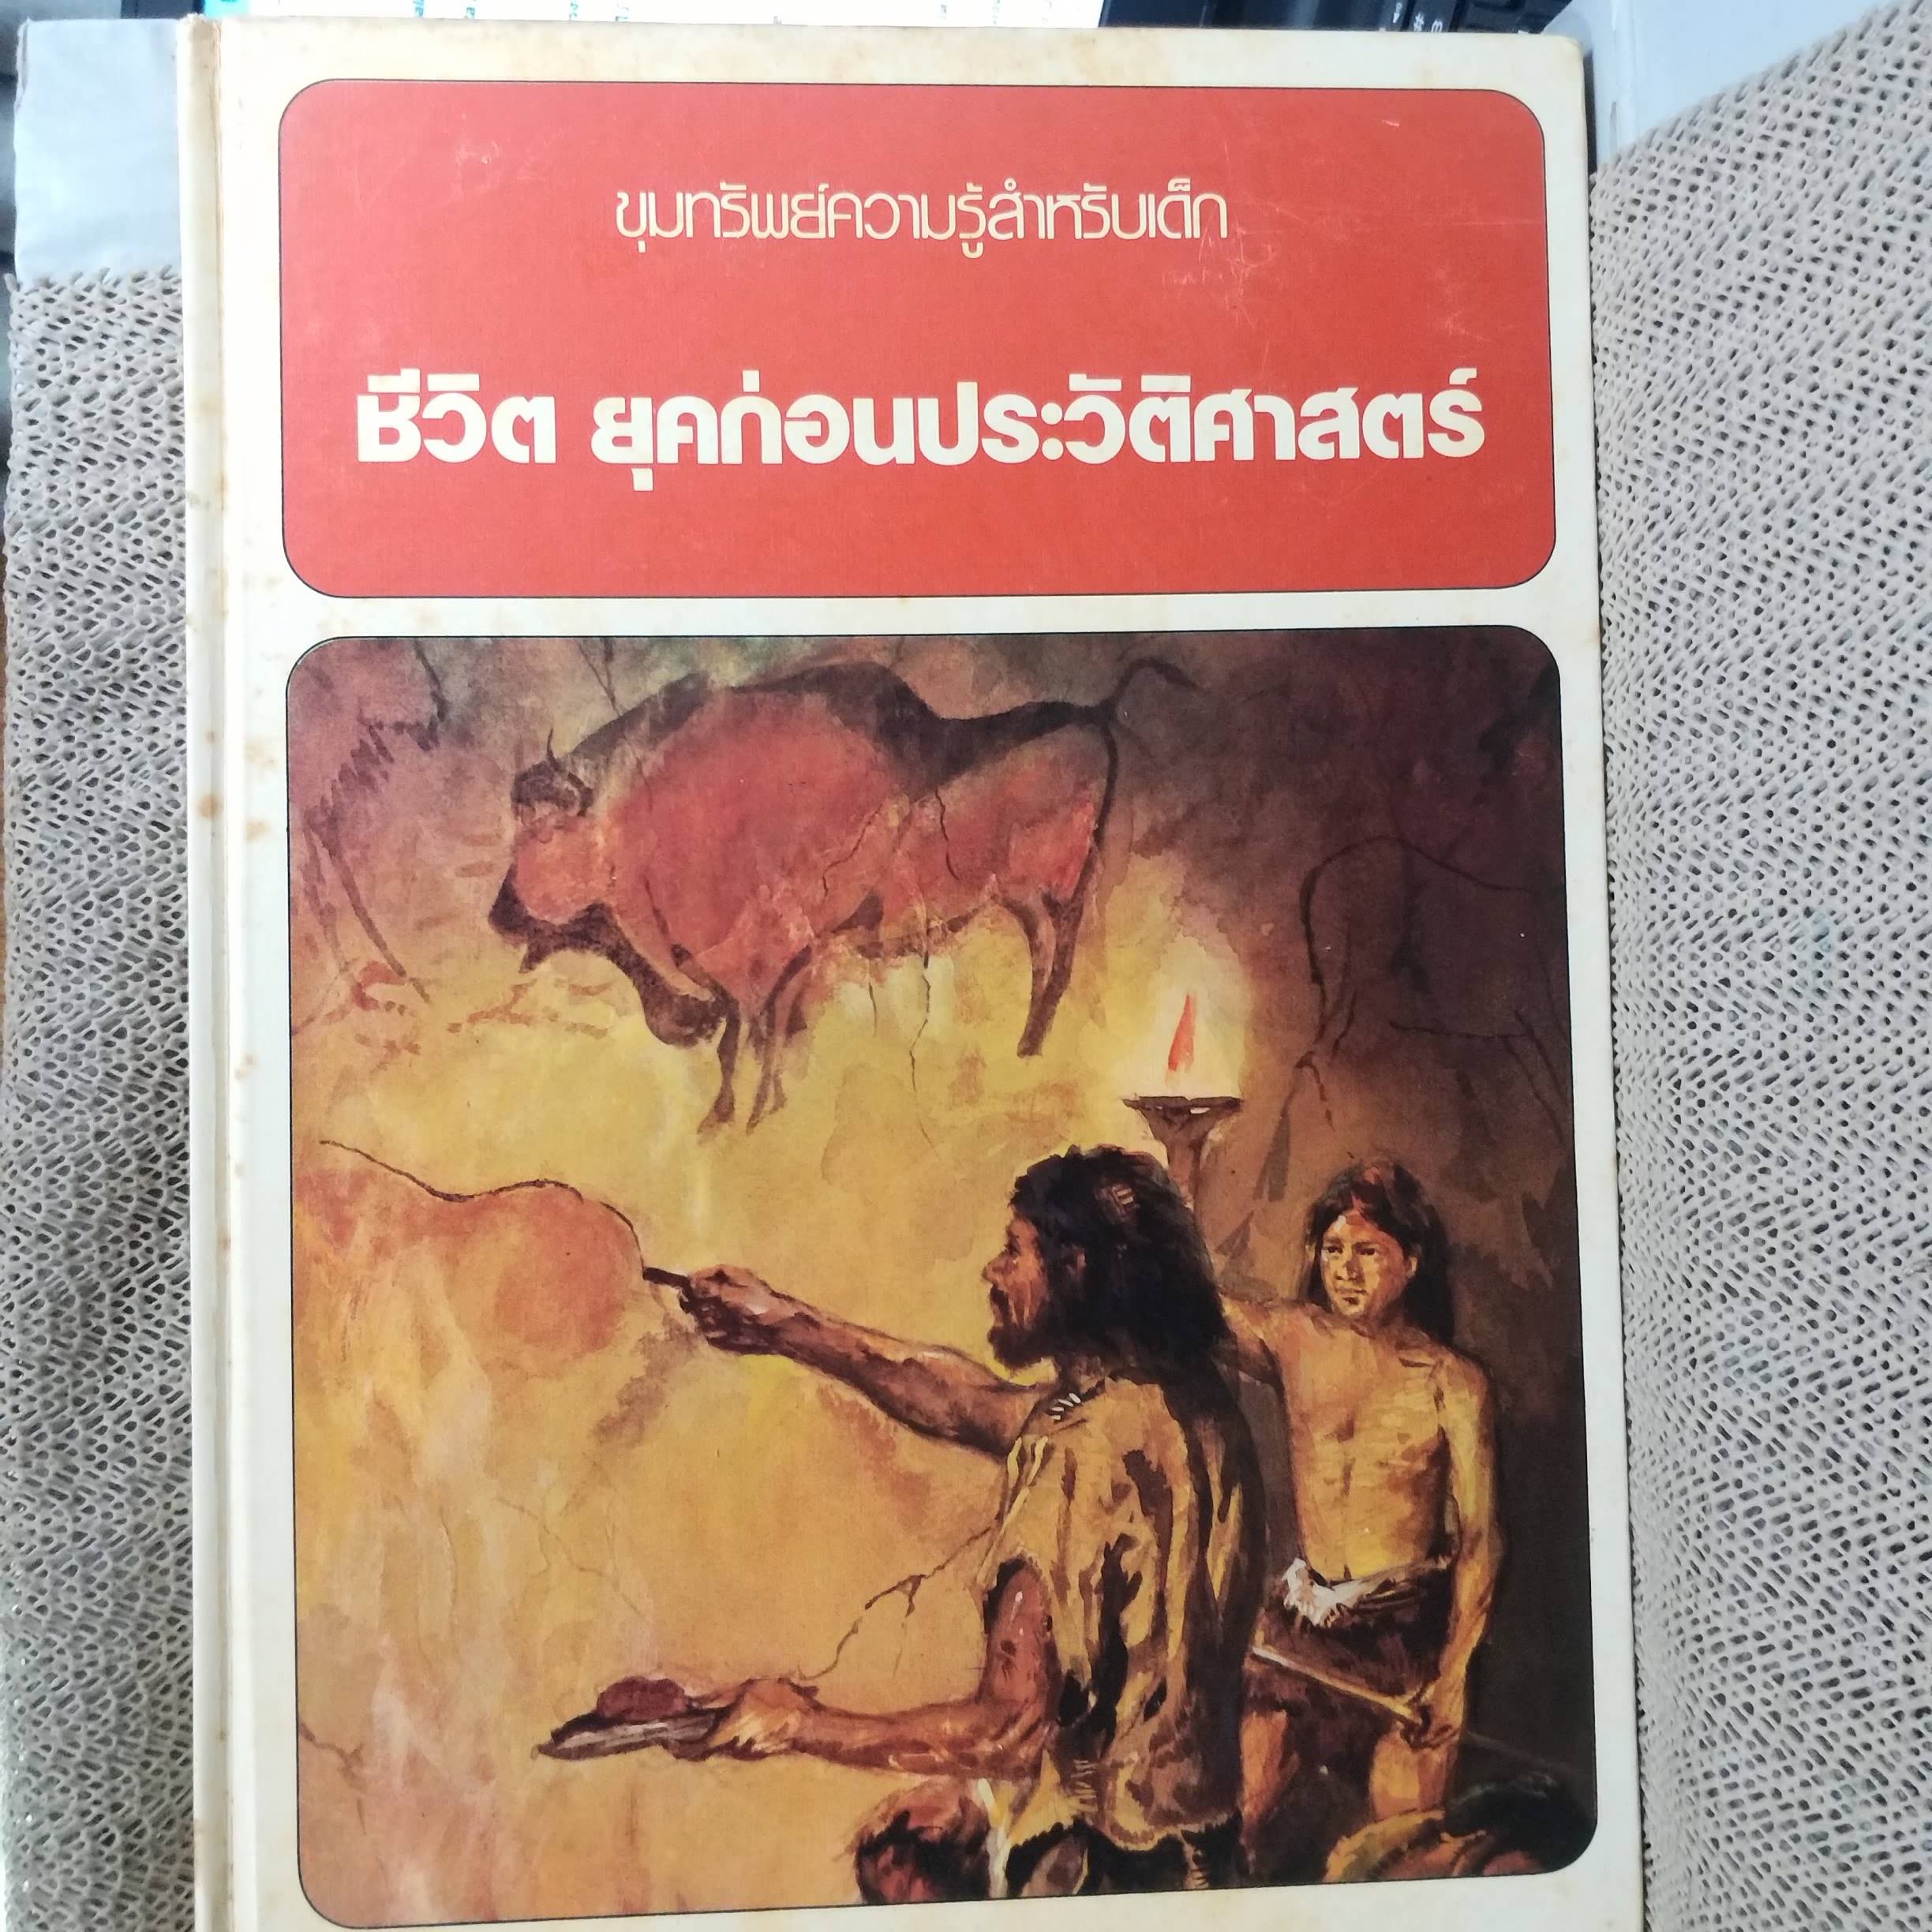 ขุมทรัพย์ความรู้สำหรับเด็ก
ชีวิต ยุคก่อนประวัติศาสตร์